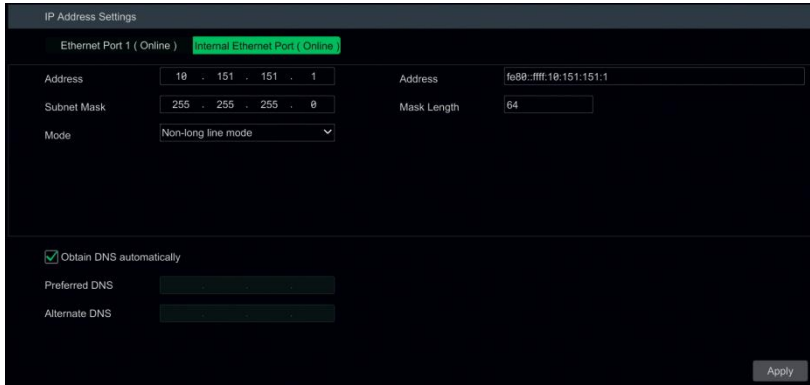 IP Address Settings
Ethernet Port 1 ( Online ) Internal Ethernet Port ( Online )
Address 10 . 151 . 151 . 1 Address fe80::ffff:10:151:151:1
Subnet Mask 255 . 255 . 255 . 0 Mask Length 64
Mode Non-long line mode
Obtain DNS automatically
Preferred DNS . . .
Alternate DNS . . .
Apply